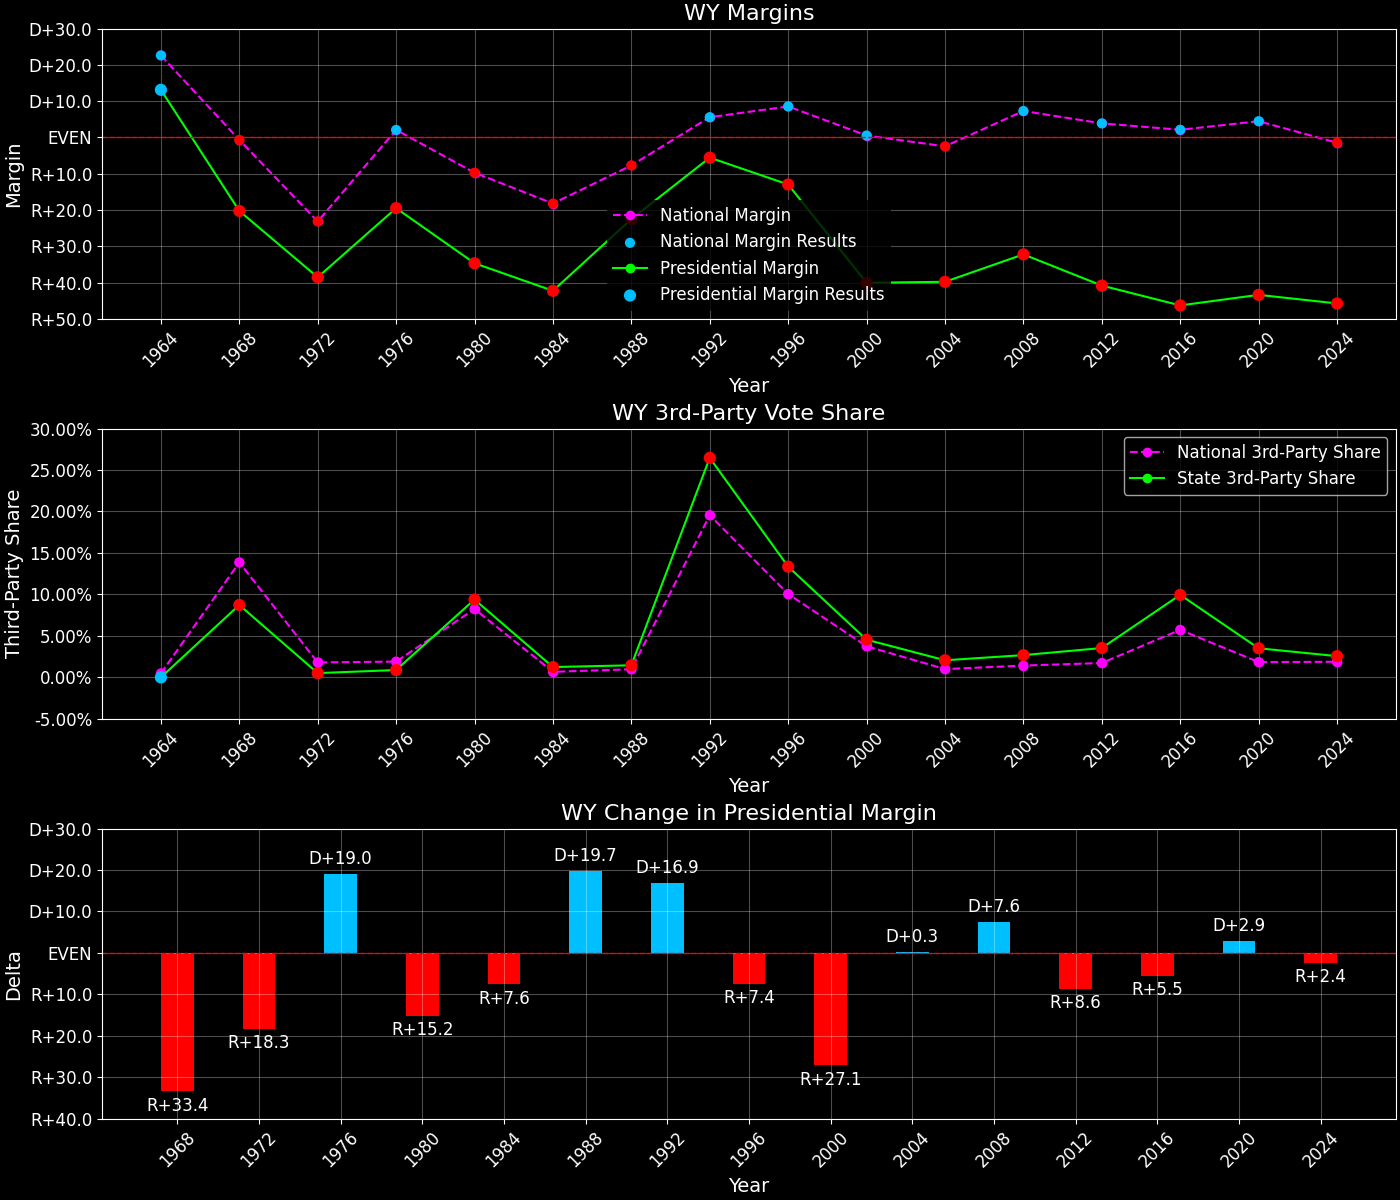 WY Margins
D+30.0
D+20.0
D+10.0
EVEN
R+10.0
R+20.0
R+30.0
R+40.0
R+50.0
Margin
National Margin
National Margin Results
Presidential Margin
Presidential Margin Results
1964 1968 1972 1976 1980 1984 1988 1992 1996 2000 2004 2008 2012 2016 2020 2024
Year
WY 3rd-Party Vote Share
30.00%
25.00%
20.00%
15.00%
10.00%
5.00%
0.00%
-5.00%
Third-Party Share
National 3rd-Party Share
State 3rd-Party Share
1964 1968 1972 1976 1980 1984 1988 1992 1996 2000 2004 2008 2012 2016 2020 2024
Year
WY Change in Presidential Margin
D+30.0
D+20.0
D+10.0
EVEN
R+10.0
R+20.0
R+30.0
R+40.0
Delta
R+33.4
R+18.3
D+19.0
R+15.2
R+7.6
D+19.7
D+16.9
R+7.4
R+27.1
D+0.3
D+7.6
R+8.6
R+5.5
D+2.9
R+2.4
1968 1972 1976 1980 1984 1988 1992 1996 2000 2004 2008 2012 2016 2020 2024
Year